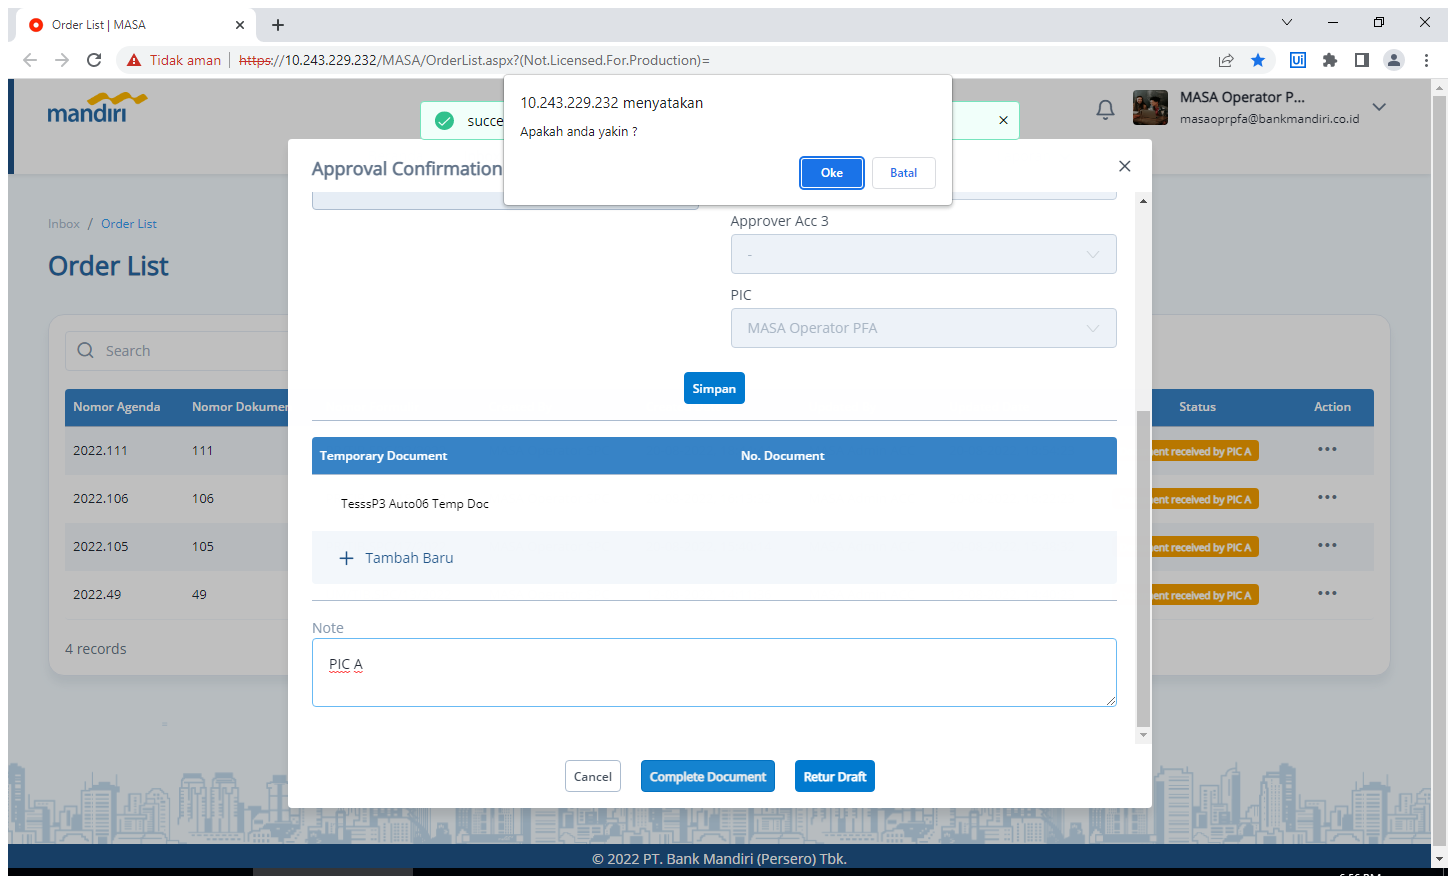 Order List | MASA
Tidak aman
https://10.243.229.232/MASA/OrderList.aspx?(Not.Licensed.For.Production)=
Ui
mandiri
succe
10.243.229.232 menyatakan
Apakah anda yakin ?
Oke
Batal
MASA Operator P...
masaoprpfa@bankmandiri.co.id
Approval Confirmation
Inbox / Order List
Order List
Search
Approver Acc 3
-
PIC
MASA Operator PFA
Simpan
Nomor Agenda
Nomor Dokumen
Status
Action
2022.111
111
ent received by PIC A
2022.106
106
ent received by PIC A
2022.105
105
ent received by PIC A
2022.49
49
ent received by PIC A
4 records
Temporary Document
No. Document
TesssP3 Auto06 Temp Doc
Tambah Baru
Note
PIC A
Cancel
Complete Document
Retur Draft
© 2022 PT. Bank Mandiri (Persero) Tbk.